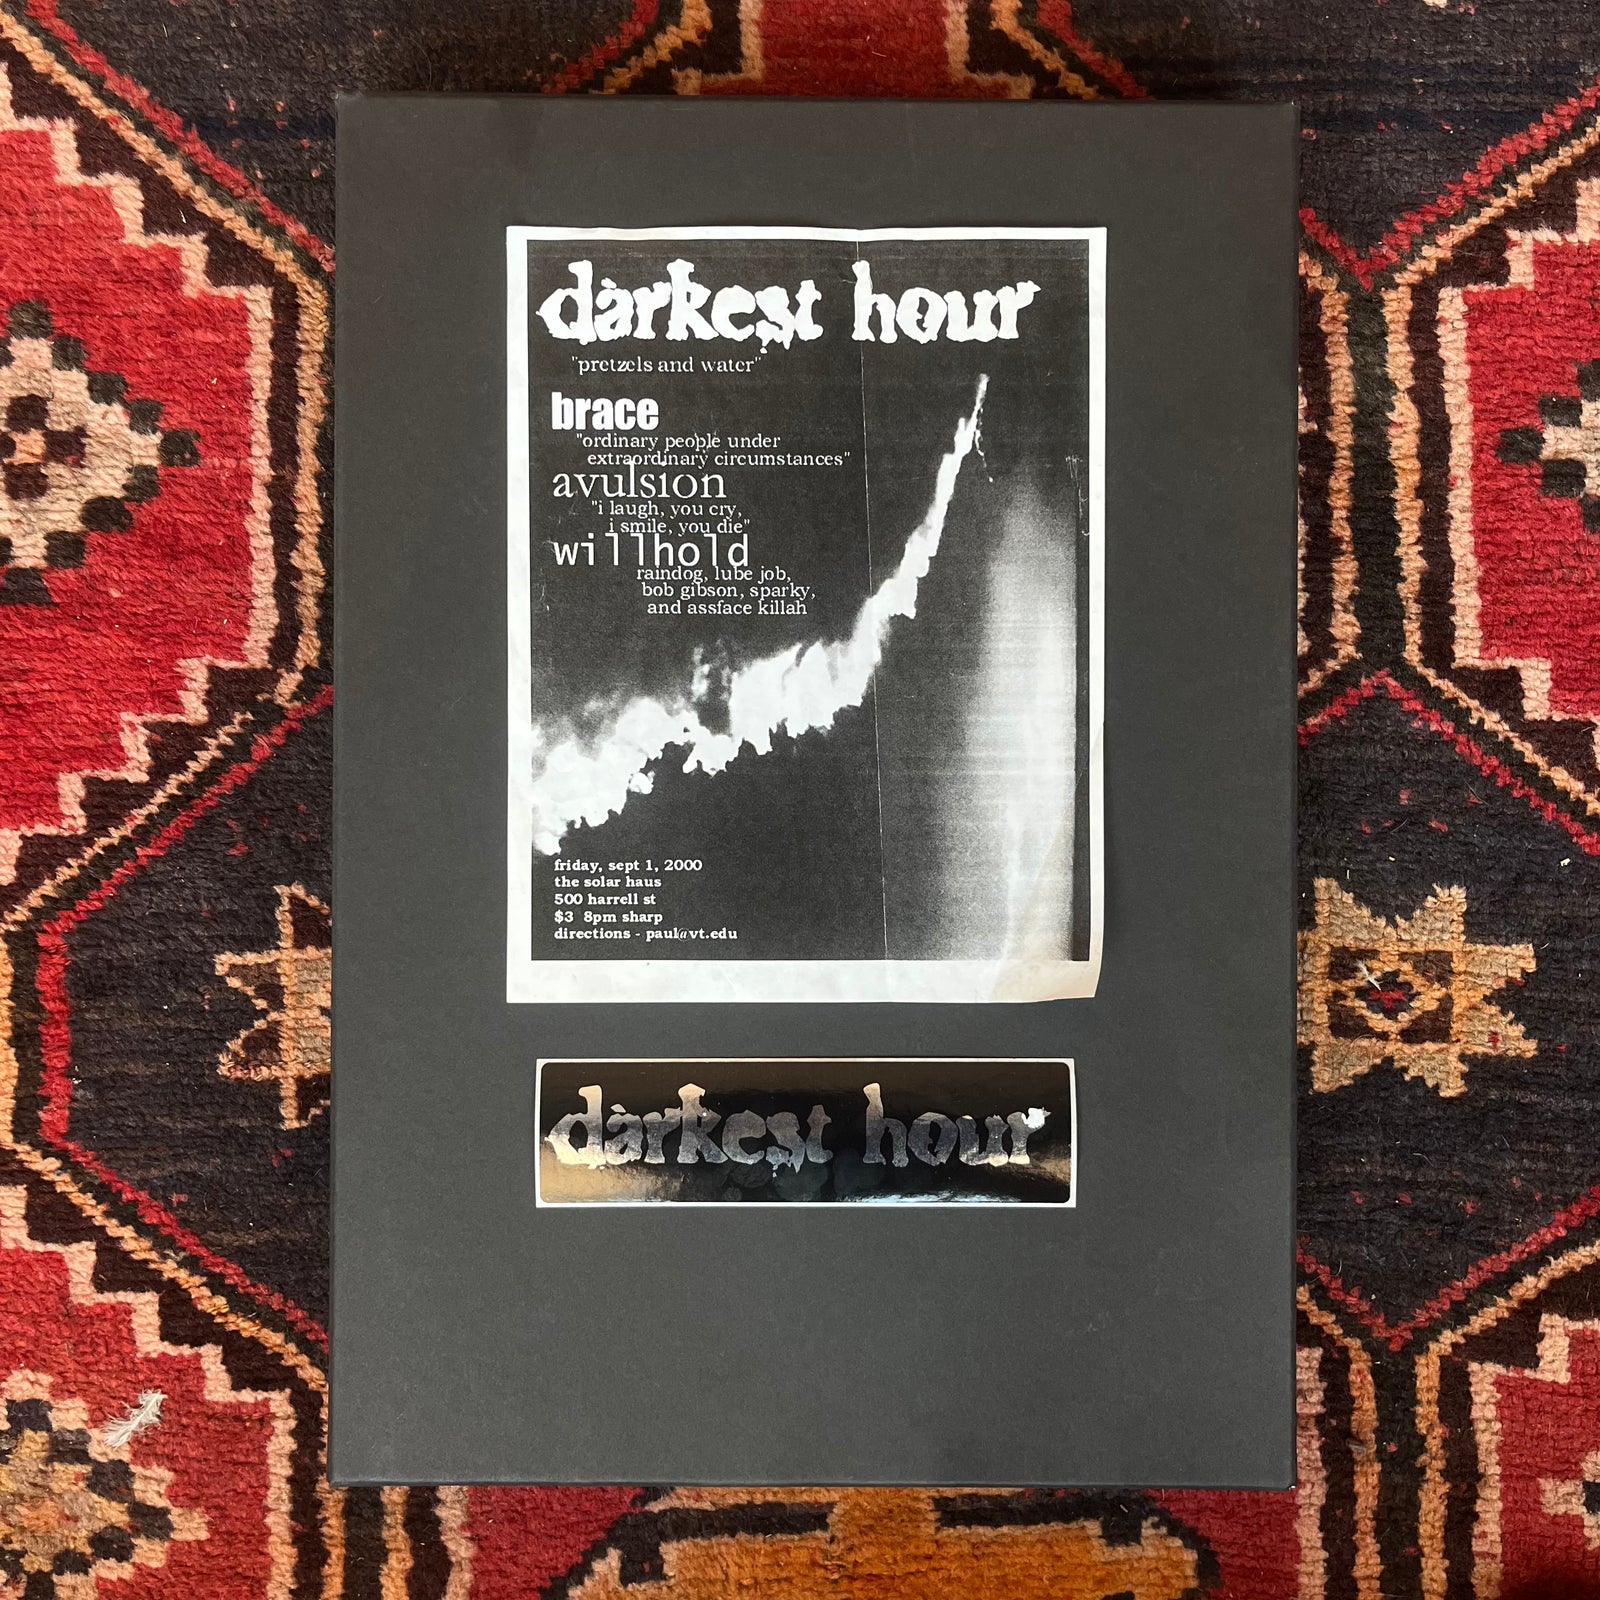 darkest hour
"pretzels and water"
brace
"ordinary people under
extraordinary circumstances"
avulsion
"i laugh, you cry,
i smile, you die"
willhold
raindog, lube job,
bob gibson, sparky,
and assface killah
friday, sept 1, 2000
the solar haus
500 harrell st
$3 8pm sharp
directions - paul@vt.edu
darkest hour